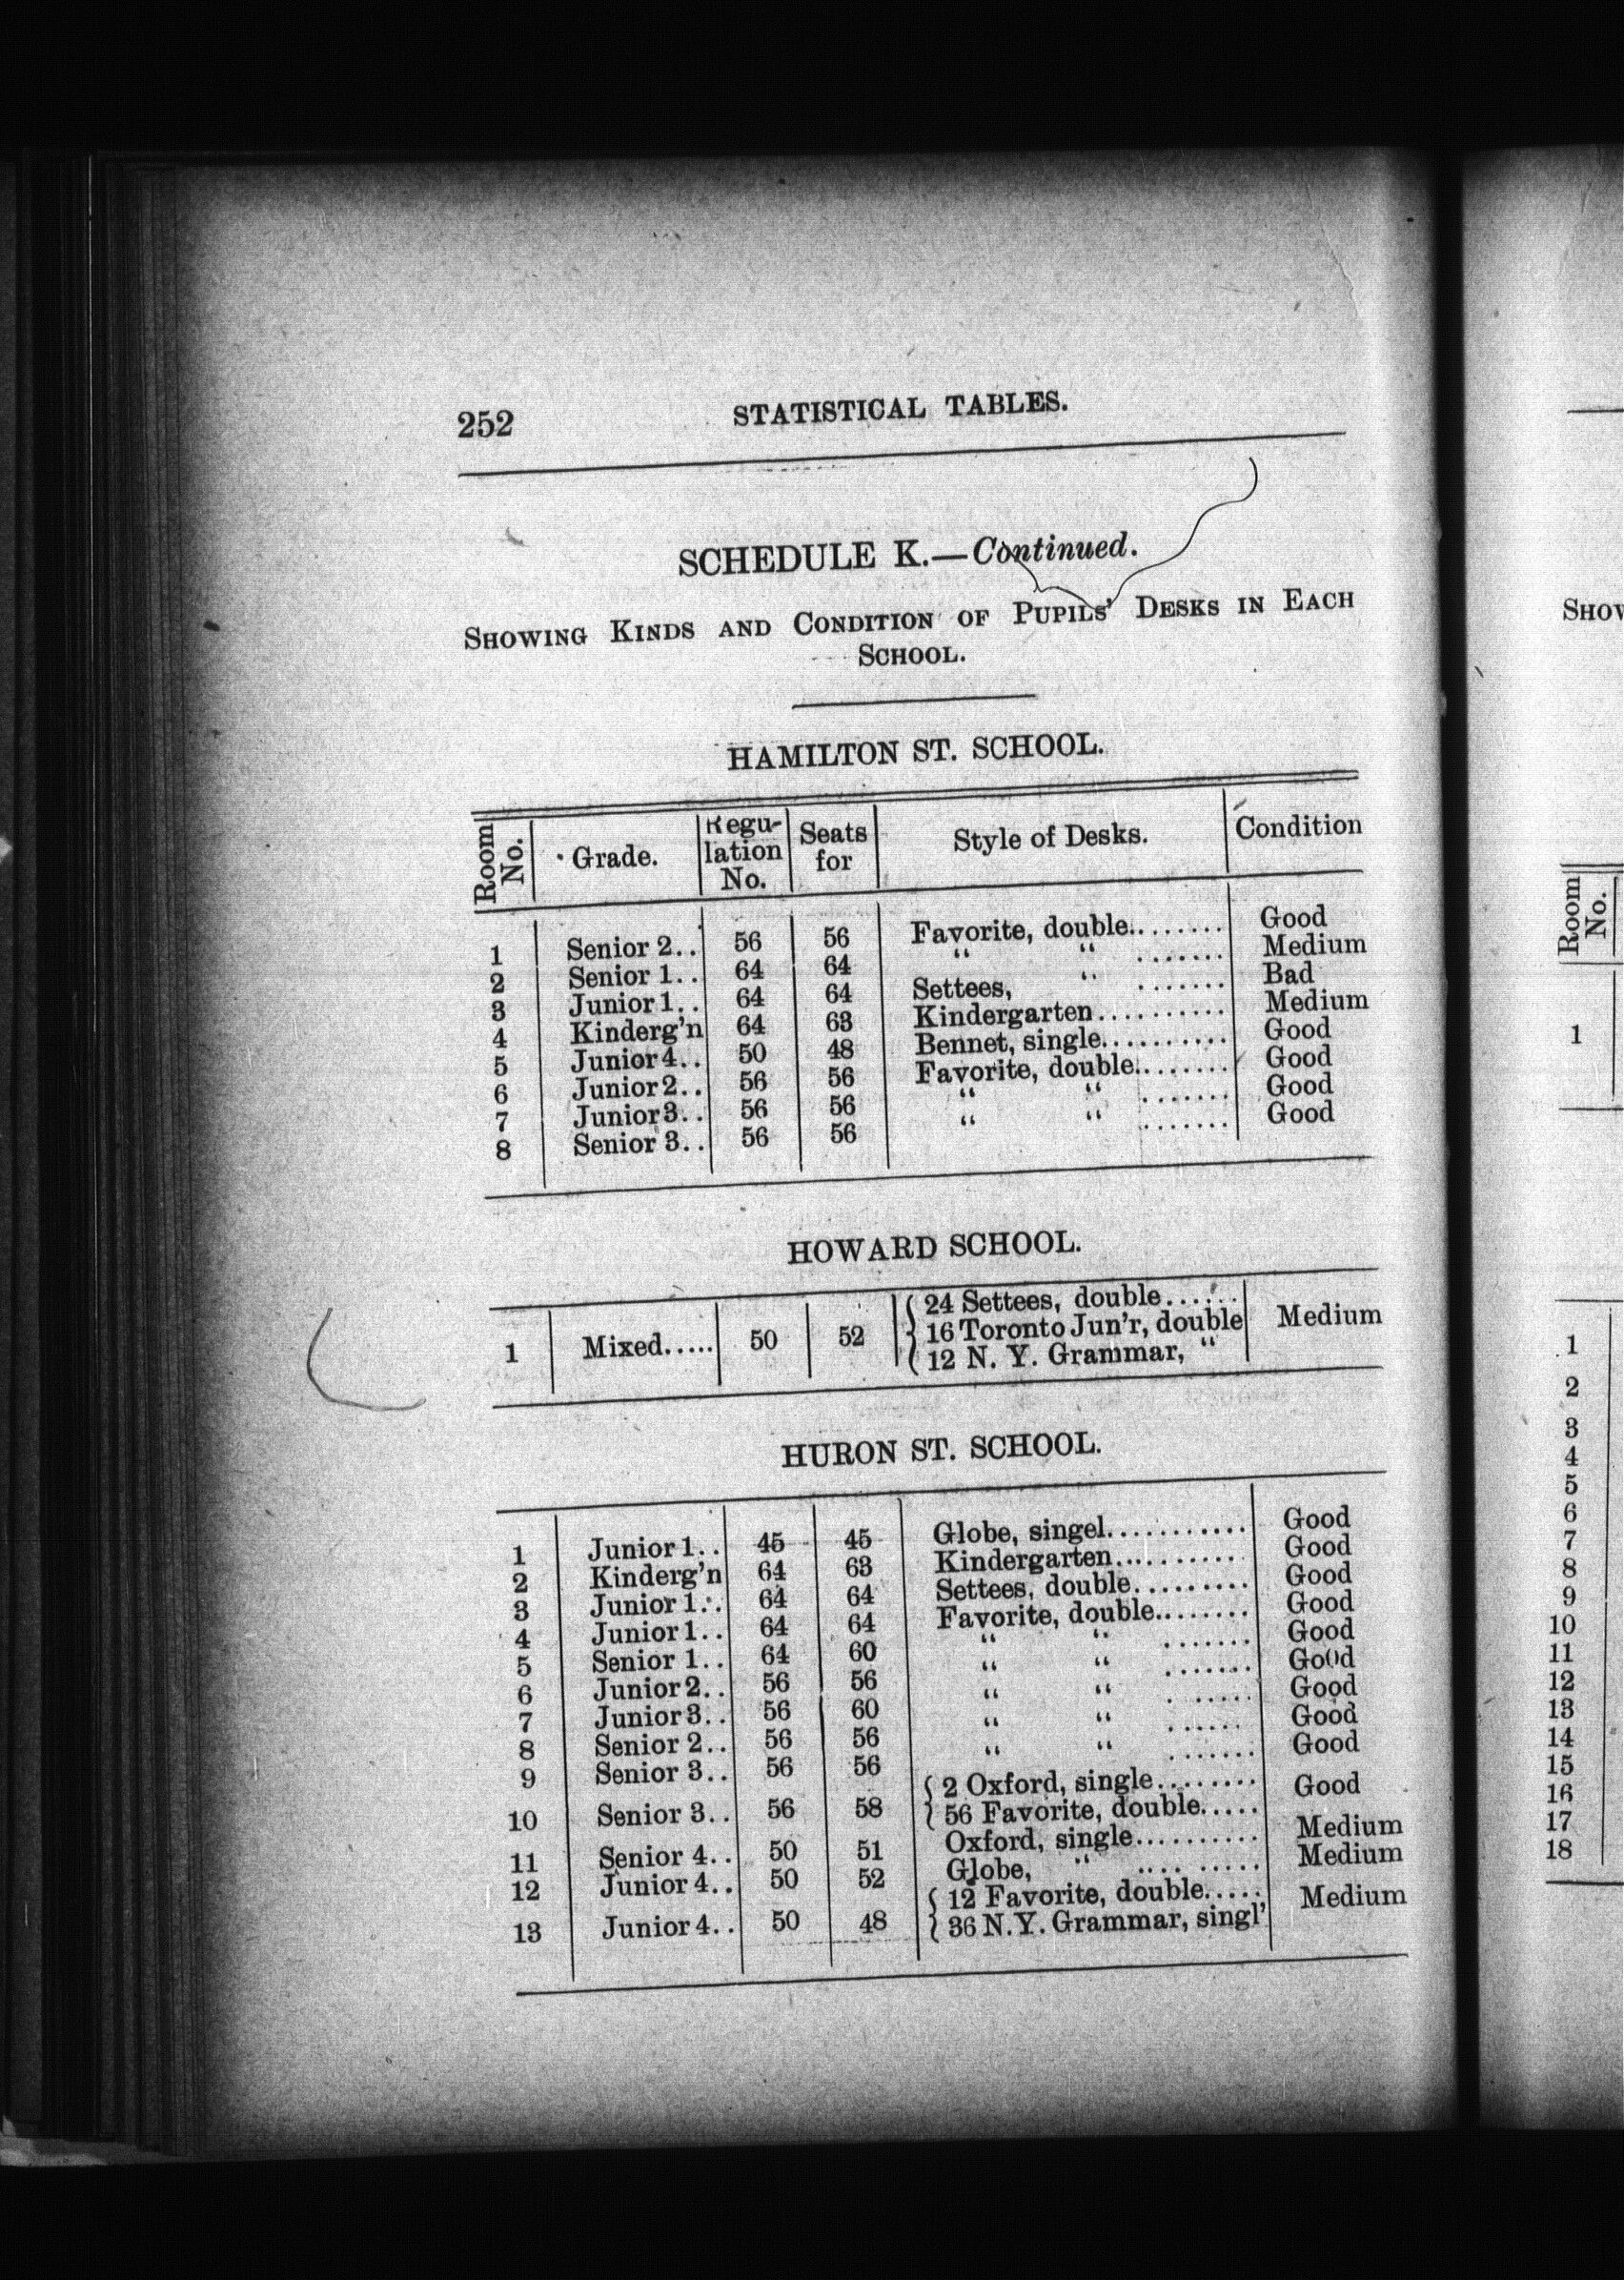 252 STATISTICAL TABLES.
SCHEDULE K.—Continued.
SHOWING KINDS AND CONDITION OF PUPILS' DESKS IN EACH
SCHOOL.
HAMILTON ST. SCHOOL.
Room No. Grade. Regu-lation No. Seats for Style of Desks. Condition
1 Senior 2.. 56 56 Favorite, double........ Good
2 Senior 1.. 64 64 “ “ ....... Medium
3 Junior 1.. 64 64 Settees, “ ....... Bad
4 Kinderg'n 64 63 Kindergarten.......... Medium
5 Junior 4.. 50 48 Bennet, single.......... Good
6 Junior 2.. 56 56 Favorite, double........ Good
7 Junior 3.. 56 56 “ “ ....... Good
8 Senior 3.. 56 56 “ “ ....... Good
HOWARD SCHOOL.
24 Settees, double......
1 Mixed..... 50 52 16 Toronto Jun'r, double Medium
12 N. Y. Grammar, “
HURON ST. SCHOOL.
1 Junior 1.. 45 45 Globe, singel........... Good
2 Kinderg'n 64 63 Kindergarten........... Good
3 Junior 1.. 64 64 Settees, double......... Good
4 Junior 1.. 64 64 Favorite, double........ Good
5 Senior 1.. 64 60 “ “ ....... Good
6 Junior 2.. 56 56 “ “ ....... Good
7 Junior 3.. 56 60 “ “ . ..... Good
8 Senior 2.. 56 56 “ “ ...... Good
9 Senior 3.. 56 56 “ “ ....... Good
2 Oxford, single........
10 Senior 3.. 56 58 56 Favorite, double..... Good
11 Senior 4.. 50 51 Oxford, single.......... Medium
12 Junior 4.. 50 52 Globe, “ .... ..... Medium
12 Favorite, double.....
13 Junior 4.. 50 48 36 N.Y. Grammar, singl' Medium
SHOW
Room No.
1
1
2
3
4
5
6
7
8
9
10
11
12
13
14
15
16
17
18